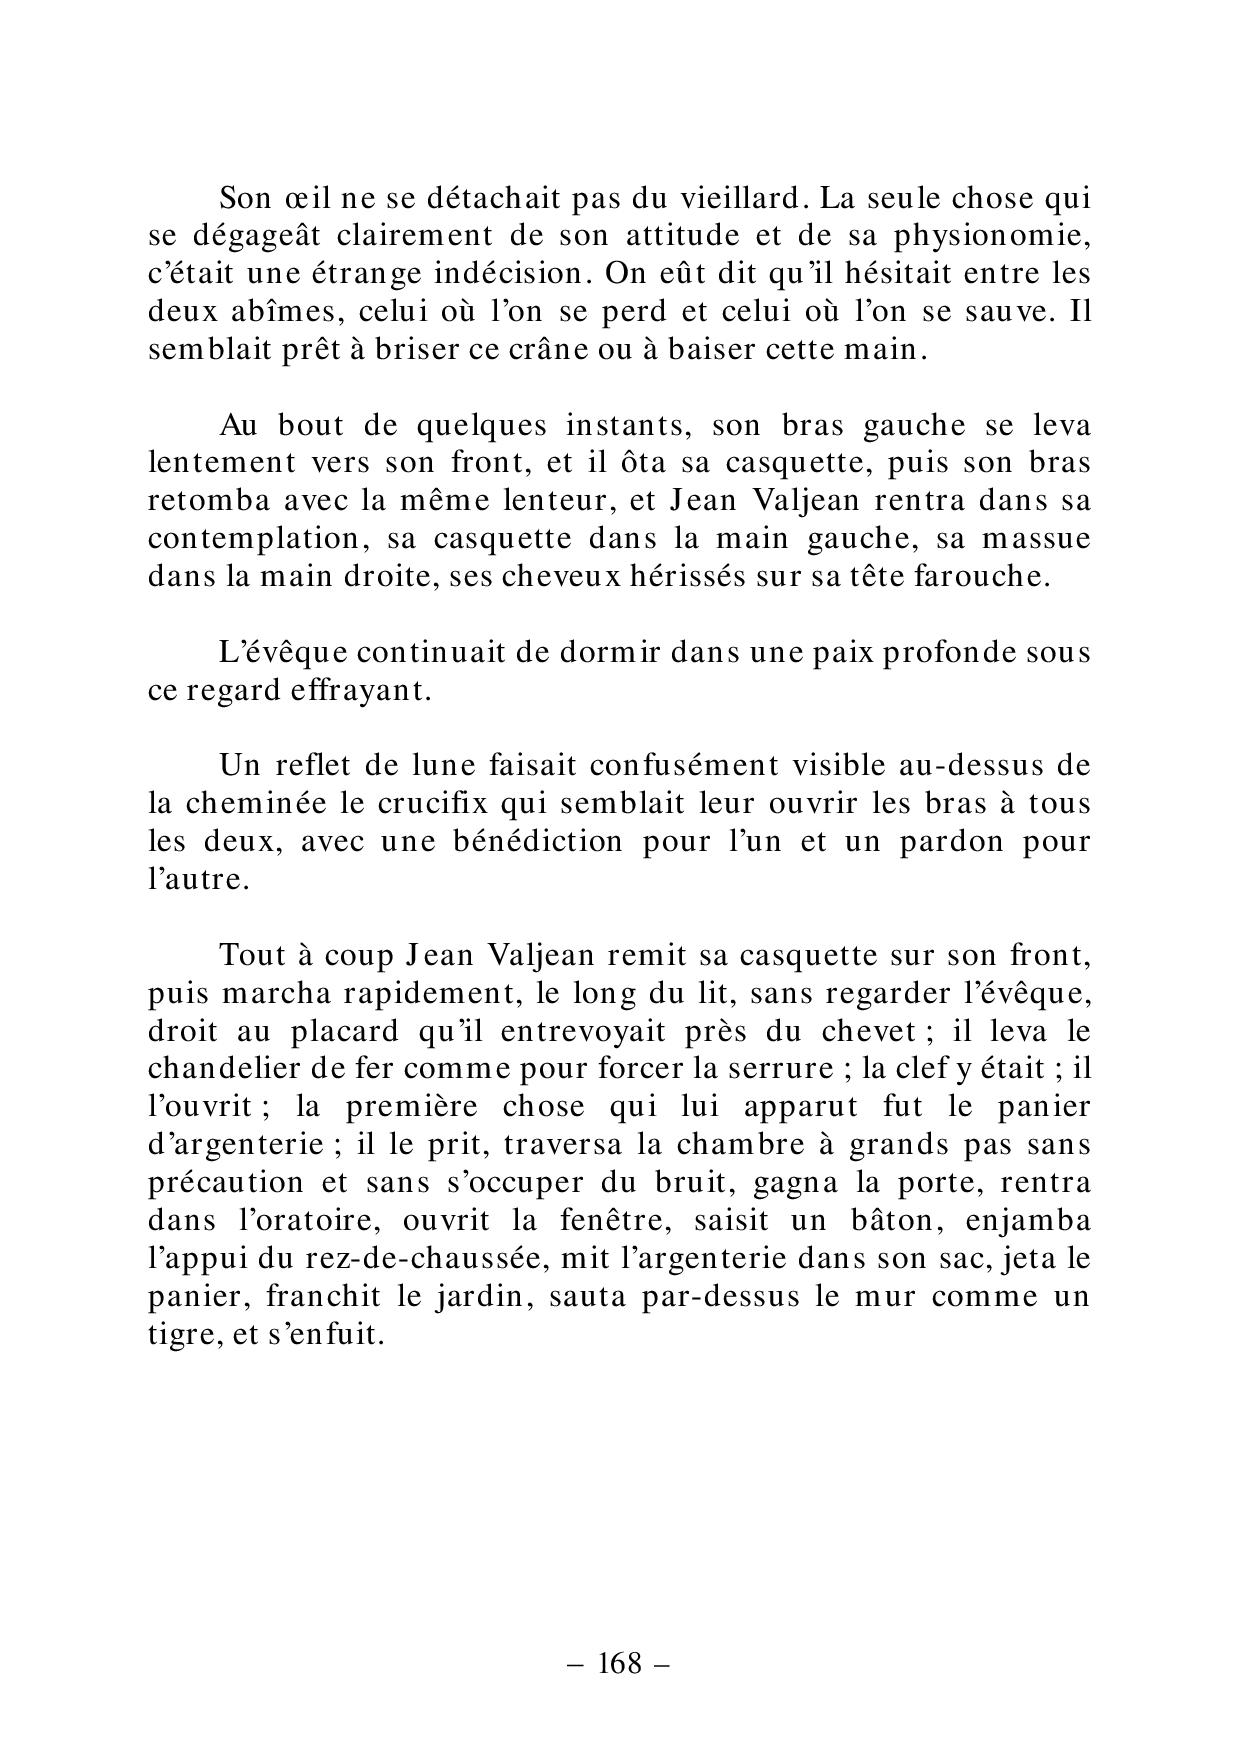 Son œil ne se détachait pas du vieillard. La seule chose qui
se dégageât clairement de son attitude et de sa physionomie,
c’était une étrange indécision. On eût dit qu’il hésitait entre les
deux abîmes, celui où l’on se perd et celui où l’on se sauve. Il
semblait prêt à briser ce crâne ou à baiser cette main.
Au bout de quelques instants, son bras gauche se leva
lentement vers son front, et il ôta sa casquette, puis son bras
retomba avec la même lenteur, et Jean Valjean rentra dans sa
contemplation, sa casquette dans la main gauche, sa massue
dans la main droite, ses cheveux hérissés sur sa tête farouche.
L’évêque continuait de dormir dans une paix profonde sous
ce regard effrayant.
Un reflet de lune faisait confusément visible au-dessus de
la cheminée le crucifix qui semblait leur ouvrir les bras à tous
les deux, avec une bénédiction pour l’un et un pardon pour
l’autre.
Tout à coup Jean Valjean remit sa casquette sur son front,
puis marcha rapidement, le long du lit, sans regarder l’évêque,
droit au placard qu’il entrevoyait près du chevet ; il leva le
chandelier de fer comme pour forcer la serrure ; la clef y était ; il
l’ouvrit ; la première chose qui lui apparut fut le panier
d’argenterie ; il le prit, traversa la chambre à grands pas sans
précaution et sans s’occuper du bruit, gagna la porte, rentra
dans l’oratoire, ouvrit la fenêtre, saisit un bâton, enjamba
l’appui du rez-de-chaussée, mit l’argenterie dans son sac, jeta le
panier, franchit le jardin, sauta par-dessus le mur comme un
tigre, et s’enfuit.
– 168 –